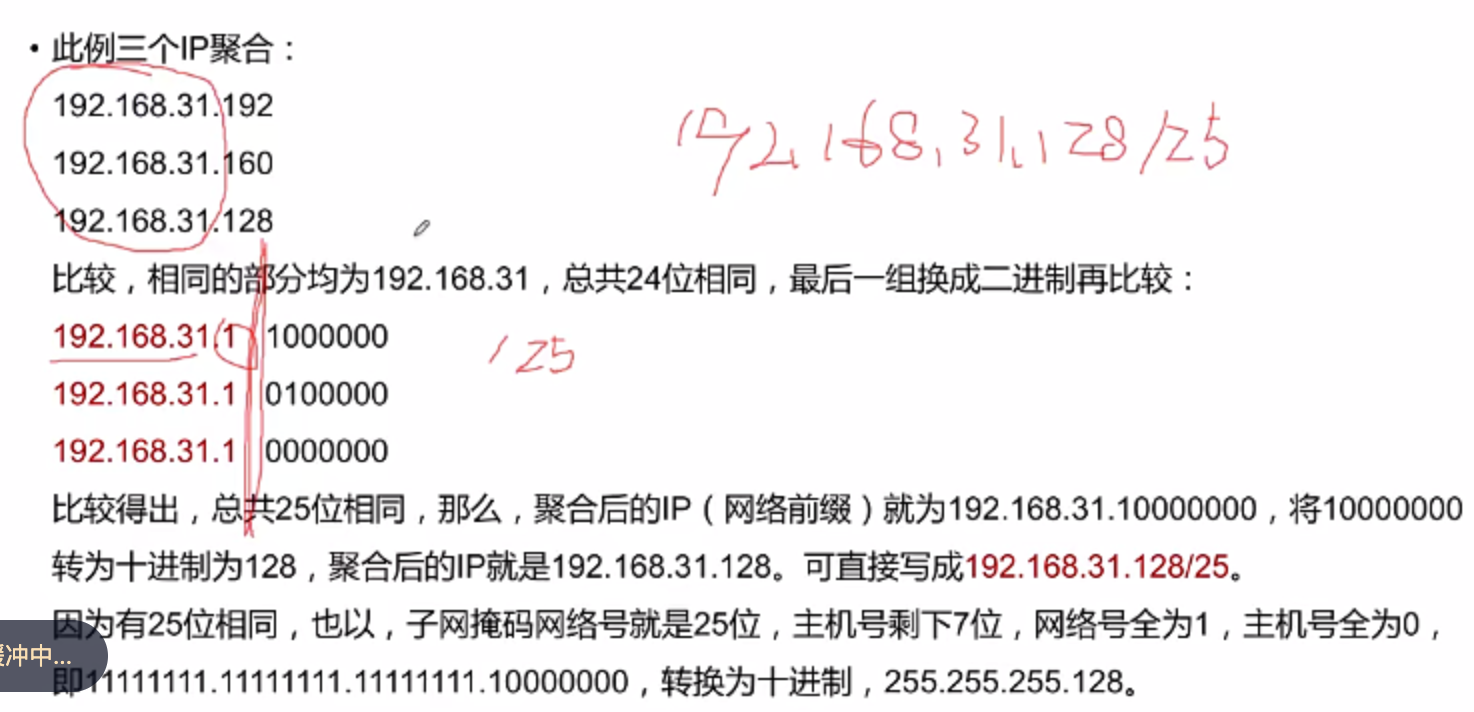 • 此例三个IP聚合：
192.168.31.192
192.168.31.160
192.168.31.128
192.168.31.128/25
比较，相同的部分均为192.168.31，总共24位相同，最后一组换成二进制再比较：
192.168.31.1 1000000
125
192.168.31.1 0100000
192.168.31.1 0000000
比较得出，总共25位相同，那么，聚合后的IP（网络前缀）就为192.168.31.10000000，将10000000
转为十进制为128，聚合后的IP就是192.168.31.128。可直接写成192.168.31.128/25。
因为有25位相同，也以，子网掩码网络号就是25位，主机号剩下7位，网络号全为1，主机号全为0，
缓冲中...
即11111111.11111111.11111111.10000000，转换为十进制，255.255.255.128。